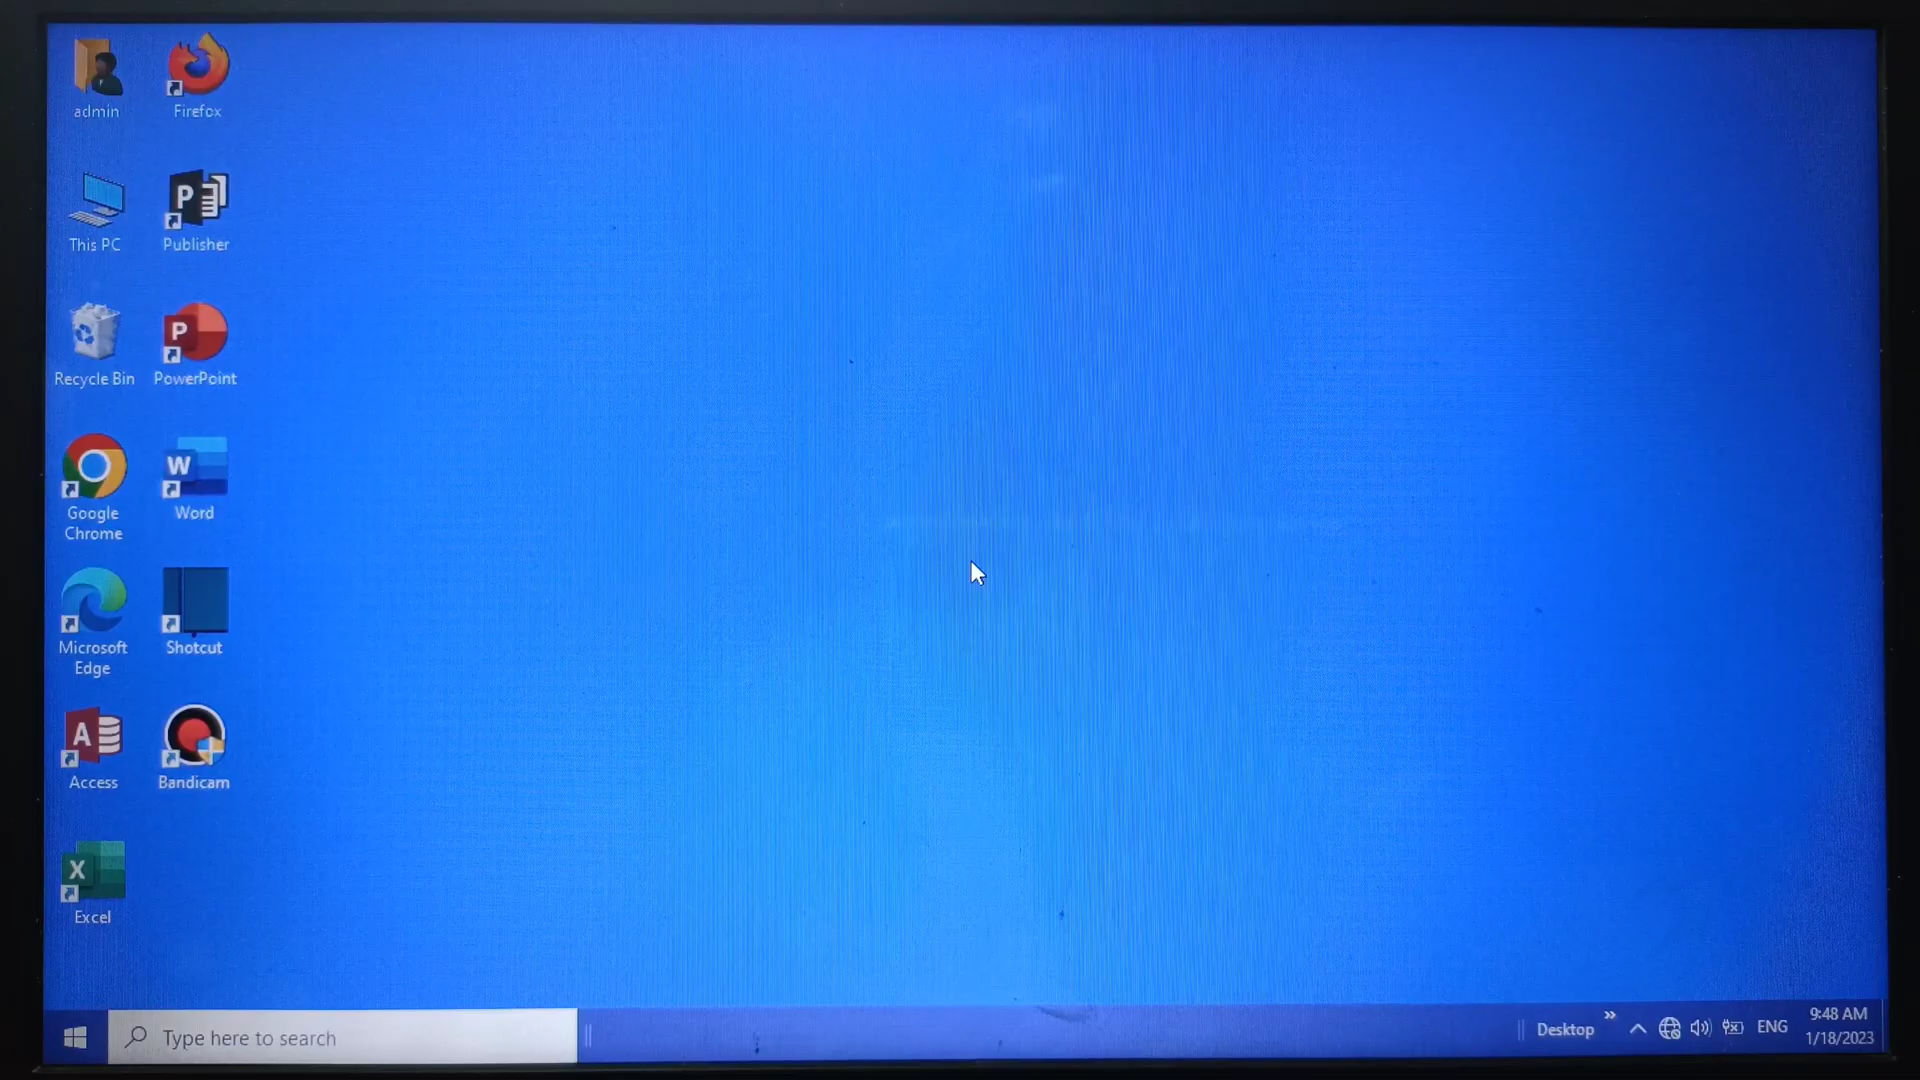 admin
Firefox
This PC
Publisher
Recycle Bin
PowerPoint
Google
Chrome
Word
Microsoft
Edge
Shotcut
Access
Bandicam
Excel
Type here to search
Desktop
ENG
9:48 AM
1/18/2023